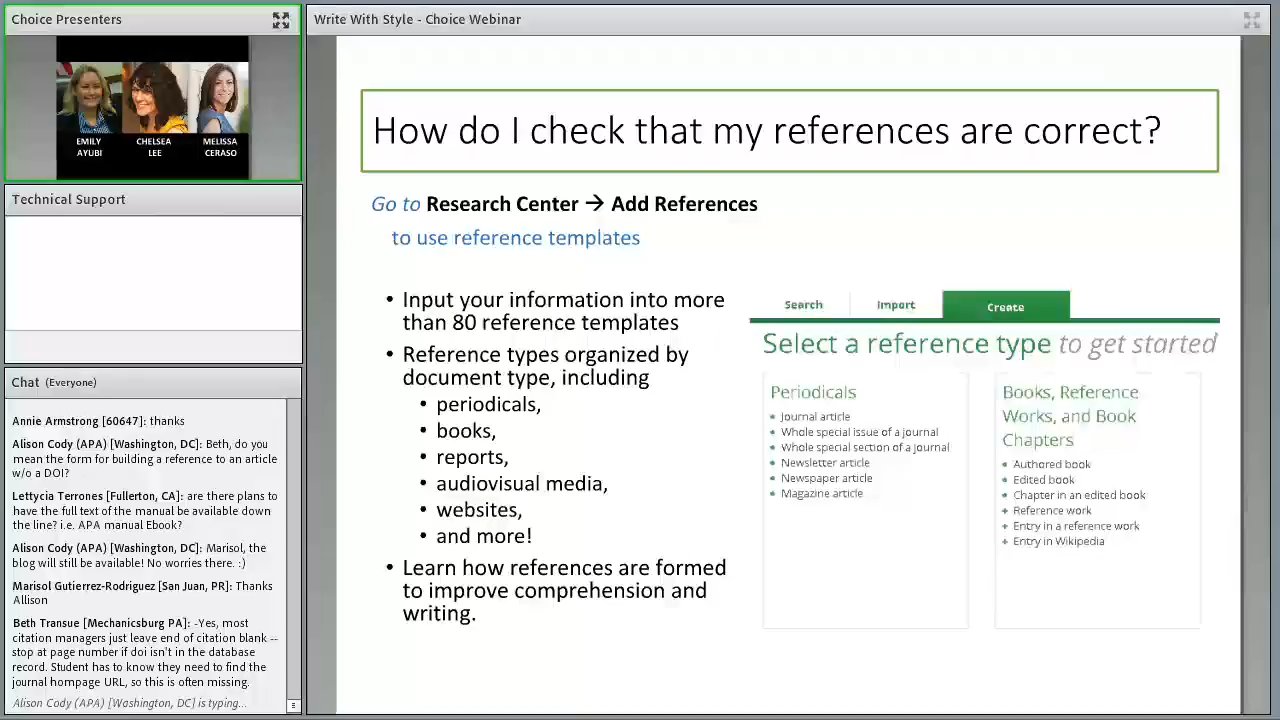 Choice Presenters
EMILY
AYUBI
CHELSEA
LEE
MELISSA
CERASO
Technical Support
Chat (Everyone)
Annie Armstrong [60647]: thanks
Alison Cody (APA) [Washington, DC]: Beth, do you
mean the form for building a reference to an article
w/o a DOI?
Lettycia Terrones [Fullerton, CA]: are there plans to
have the full text of the manual be available down
the line? i.e. APA manual Ebook?
Alison Cody (APA) [Washington, DC]: Marisol, the
blog will still be available! No worries there. :)
Marisol Gutierrez-Rodriguez [San Juan, PR]: Thanks
Allison
Beth Transue [Mechanicsburg PA]: -Yes, most
citation managers just leave end of citation blank --
stop at page number if doi isn't in the database
record. Student has to know they need to find the
journal hompage URL, so this is often missing.
Alison Cody (APA) [Washington, DC] is typing...
Write With Style - Choice Webinar
How do I check that my references are correct?
Go to Research Center → Add References
to use reference templates
• Input your information into more
than 80 reference templates
• Reference types organized by
document type, including
• periodicals,
• books,
• reports,
• audiovisual media,
• websites,
• and more!
• Learn how references are formed
to improve comprehension and
writing.
Search Import Create
Select a reference type to get started
Periodicals
• Journal article
• Whole special issue of a journal
• Whole special section of a journal
• Newsletter article
• Newspaper article
• Magazine article
Books, Reference
Works, and Book
Chapters
• Authored book
• Edited book
• Chapter in an edited book
+ Reference work
+ Entry in a reference work
+ Entry in Wikipedia